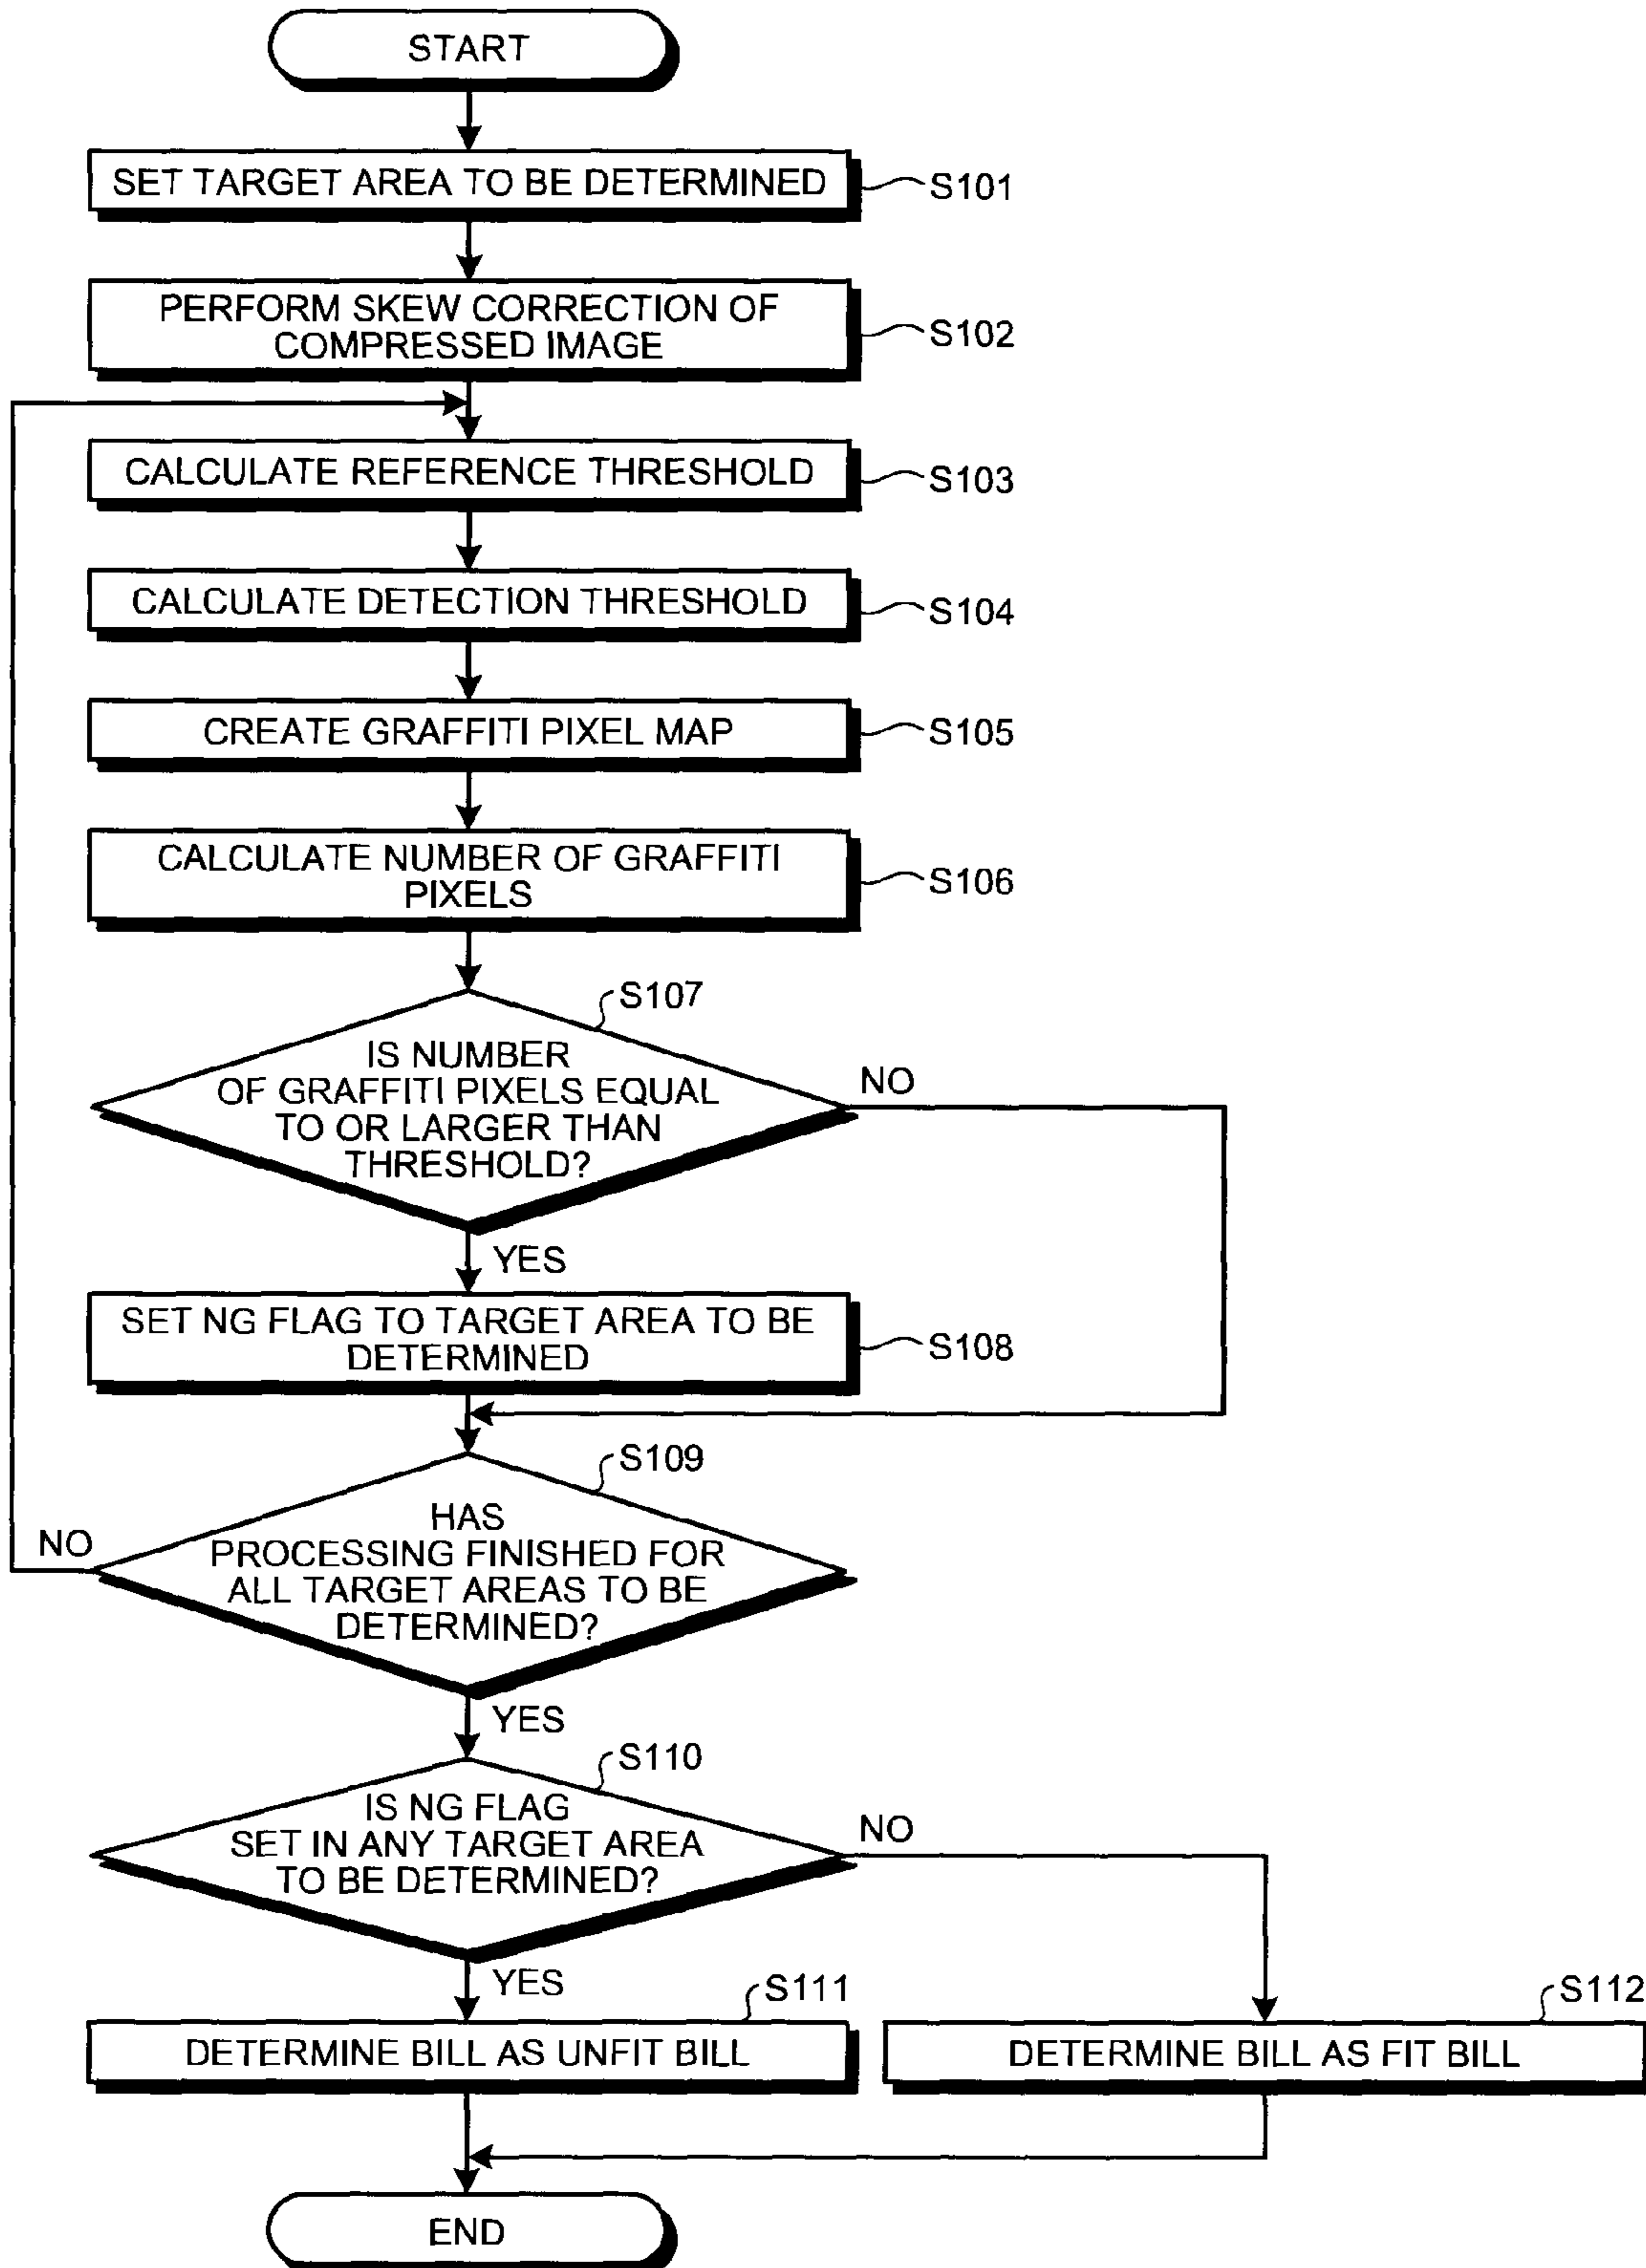 START
SET TARGET AREA TO BE DETERMINED
S101
PERFORM SKEW CORRECTION OF
COMPRESSED IMAGE
S102
CALCULATE REFERENCE THRESHOLD
S103
CALCULATE DETECTION THRESHOLD
S104
CREATE GRAFFITI PIXEL MAP
S105
CALCULATE NUMBER OF GRAFFITI
PIXELS
S106
S107
IS NUMBER
OF GRAFFITI PIXELS EQUAL
TO OR LARGER THAN
THRESHOLD?
NO
YES
SET NG FLAG TO TARGET AREA TO BE
DETERMINED
S108
S109
HAS
PROCESSING FINISHED FOR
ALL TARGET AREAS TO BE
DETERMINED?
NO
YES
S110
IS NG FLAG
SET IN ANY TARGET AREA
TO BE DETERMINED?
NO
YES
S111
DETERMINE BILL AS UNFIT BILL
S112
DETERMINE BILL AS FIT BILL
END